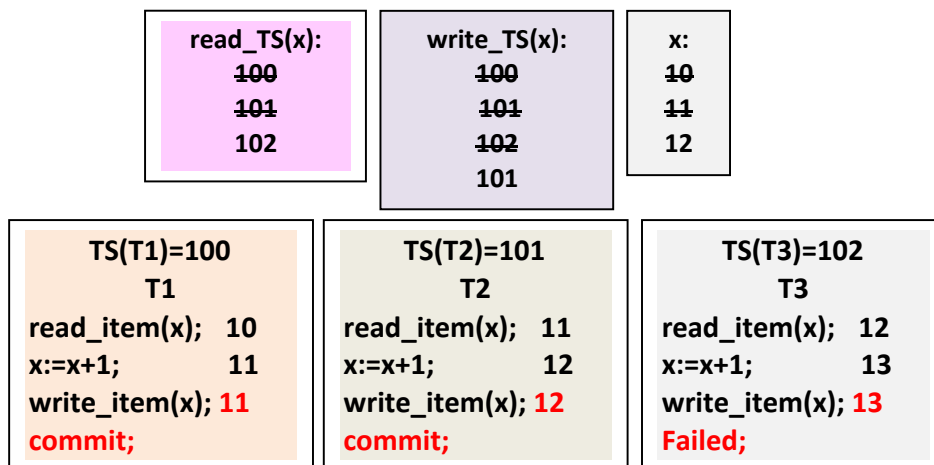 read_TS(x):
100
101
102
write_TS(x):
100
101
102
101
x:
10
11
12
TS(T1)=100
T1
read_item(x); 10
x:=x+1; 11
write_item(x); 11
commit;
TS(T2)=101
T2
read_item(x); 11
x:=x+1; 12
write_item(x); 12
commit;
TS(T3)=102
T3
read_item(x); 12
x:=x+1; 13
write_item(x); 13
Failed;